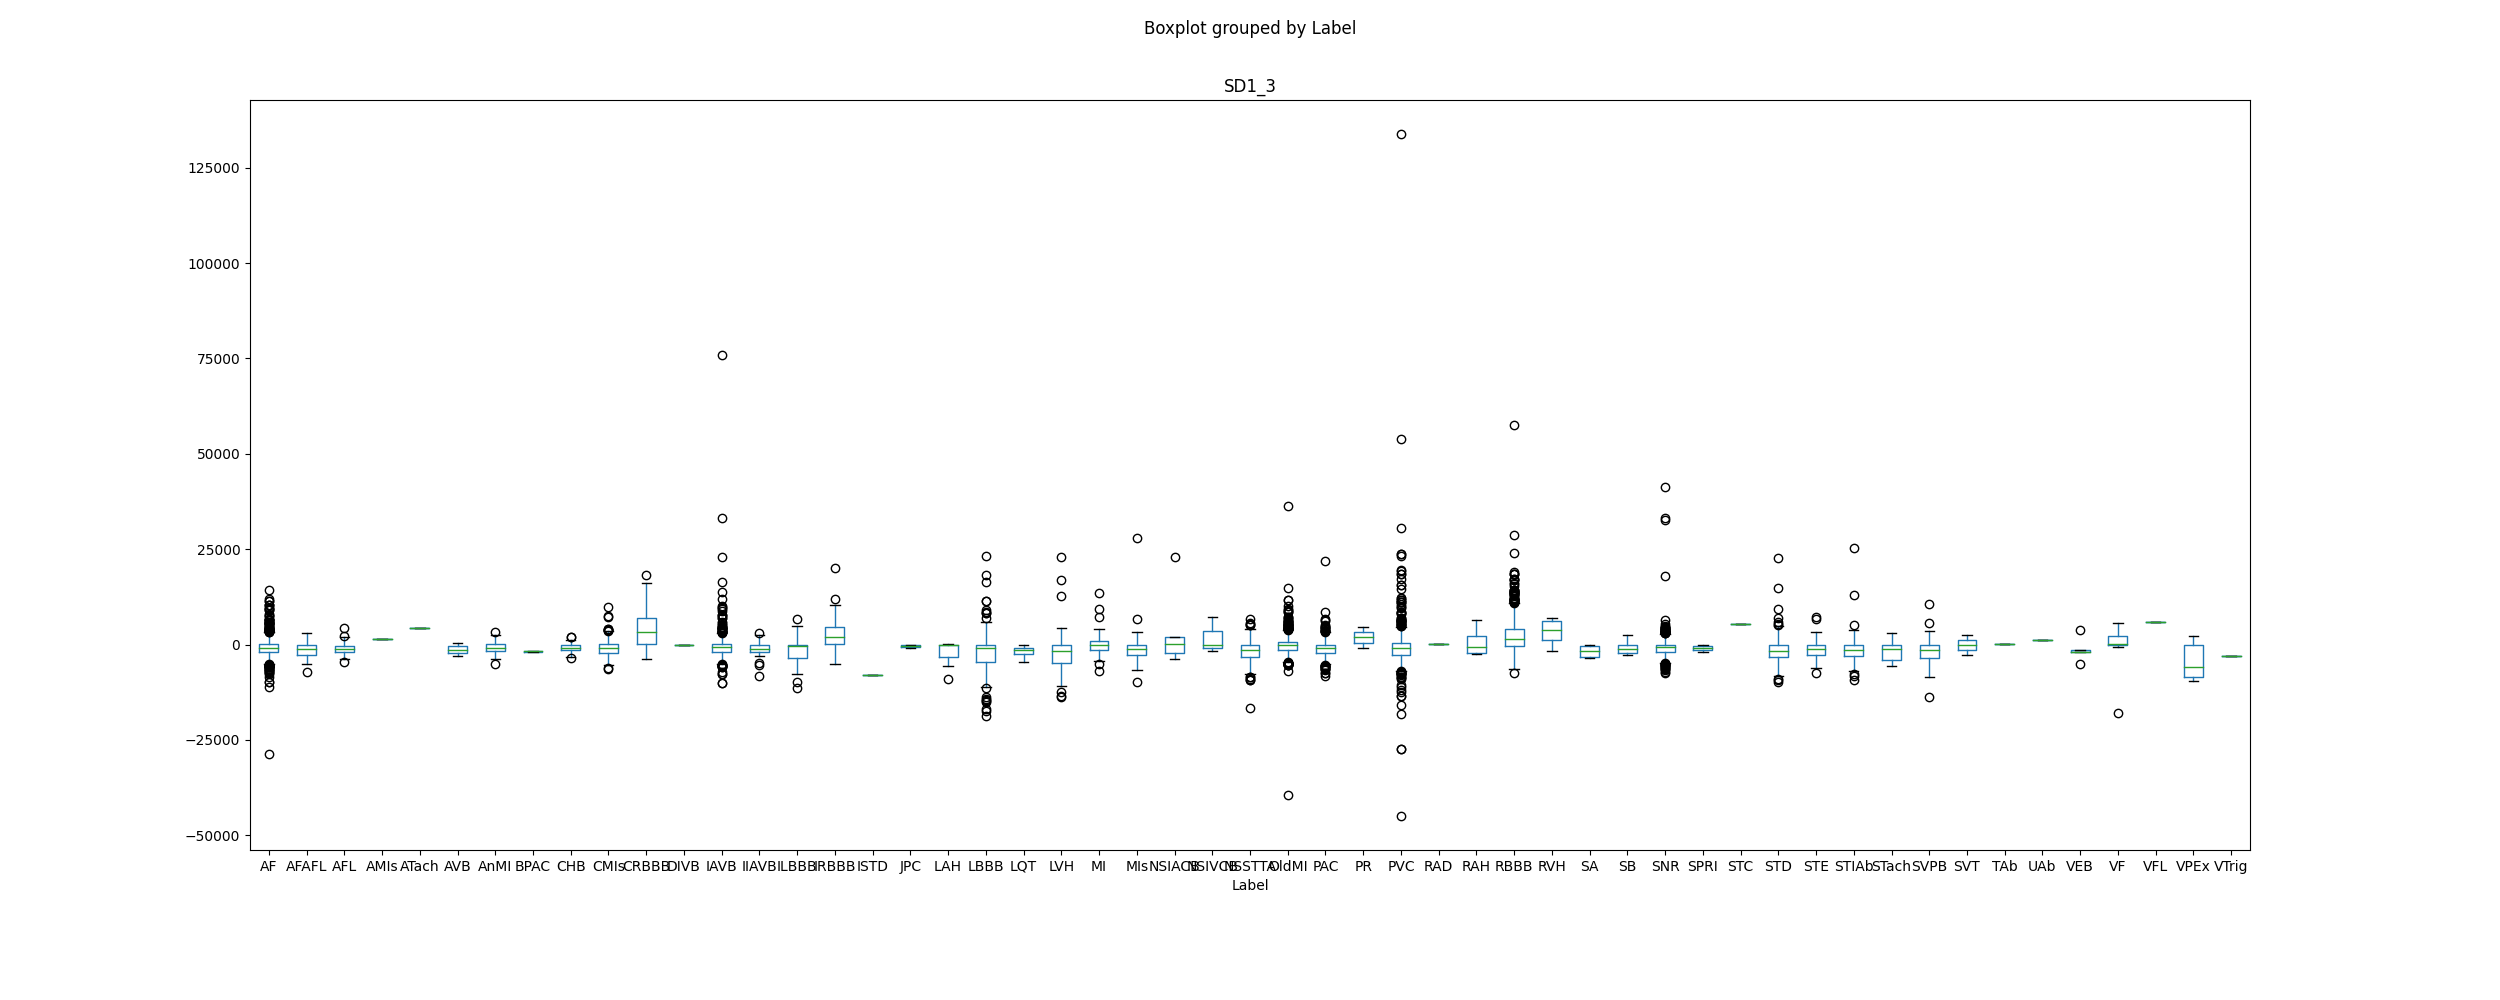 Boxplot grouped by Label
SD1_3
125000
100000
75000
50000
25000
0
−25000
−50000
AF AFAFL AFL AMIs ATach AVB AnMI BPAC CHB CMIs CRBBB DIVB IAVB IIAVB ILBBB IRBBB ISTD JPC LAH LBBB LQT LVH MI MIs NSIACB NSIVCB NSSTTA OldMI PAC PR PVC RAD RAH RBBB RVH SA SB SNR SPRI STC STD STE STIAb STach SVPB SVT TAb UAb VEB VF VFL VPEx VTrig
Label